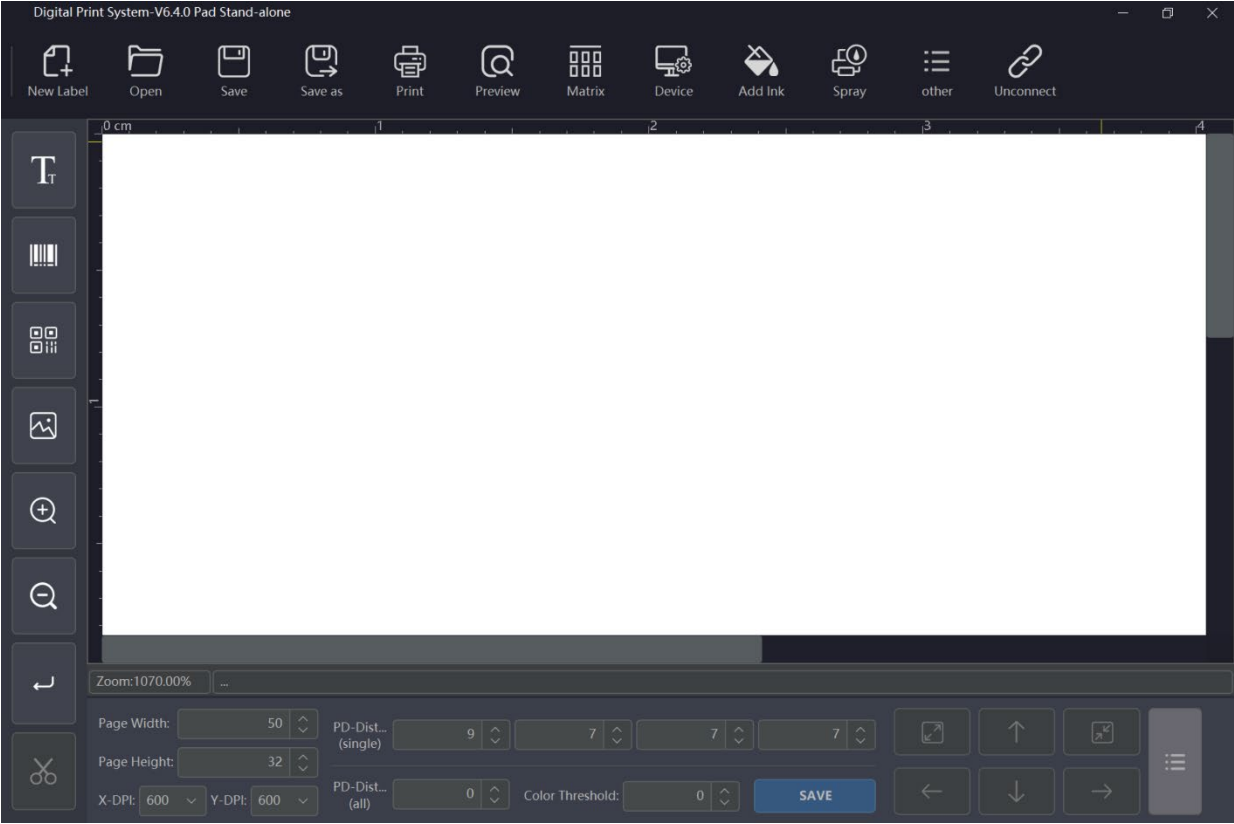 Digital Print System-V6.4.0 Pad Stand-alone
New Label Open Save Save as Print Preview Matrix Device Add Ink Spray other Unconnect
0 cm 1 2 3 4
1
Zoom:1070.00% ...
Page Width: 50
PD-Dist... (single) 9 7 7 7
Page Height: 32
X-DPI: 600 Y-DPI: 600
PD-Dist... (all) 0 Color Threshold: 0 SAVE